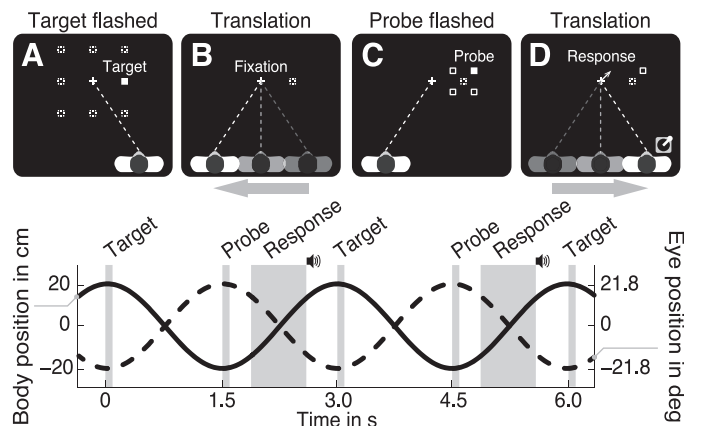 Target flashed
Translation
Probe flashed
Translation
A
Target
B
Fixation
C
Probe
D
Response
Target
Probe
Response
Target
Probe
Response
Target
Body position in cm
20
0
−20
21.8
0
−21.8
Eye position in deg
0
1.5
3.0
4.5
6.0
Time in s